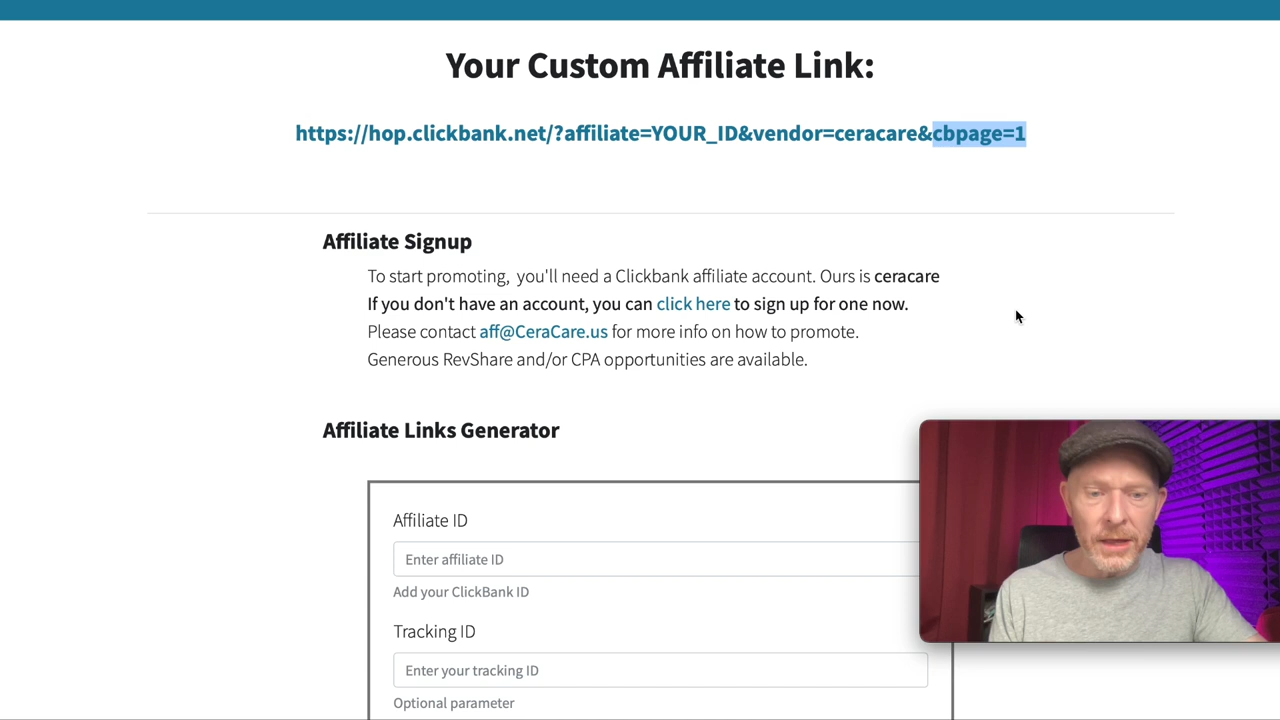 Your Custom Affiliate Link:
https://hop.clickbank.net/?affiliate=YOUR_ID&vendor=ceracare&cbpage=1
Affiliate Signup
To start promoting,  you'll need a Clickbank affiliate account. Ours is ceracare
If you don't have an account, you can click here to sign up for one now.
Please contact aff@CeraCare.us for more info on how to promote.
Generous RevShare and/or CPA opportunities are available.
Affiliate Links Generator
Affiliate ID
Enter affiliate ID
Add your ClickBank ID
Tracking ID
Enter your tracking ID
Optional parameter